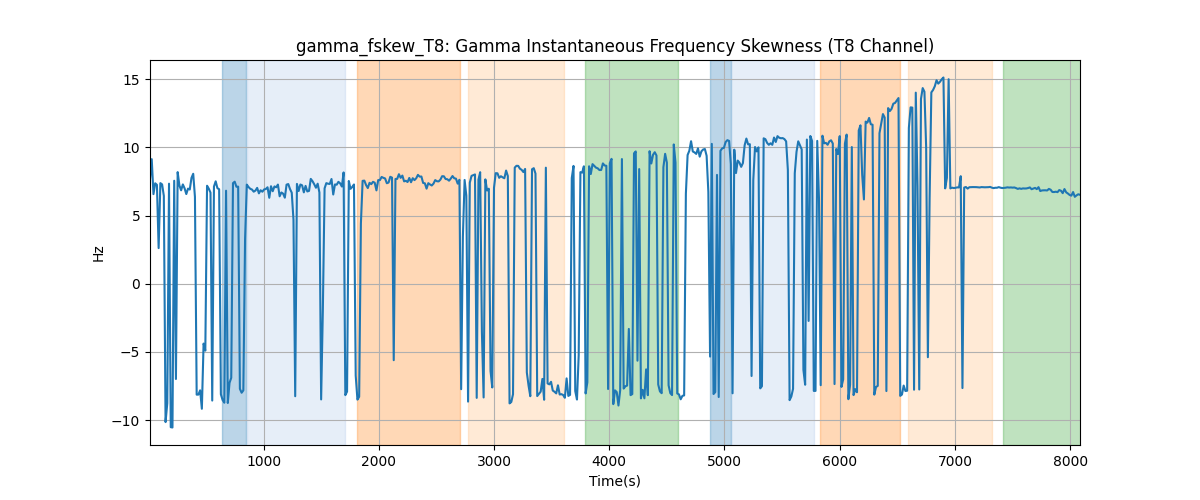 gamma_fskew_T8: Gamma Instantaneous Frequency Skewness (T8 Channel)
Hz
15
10
5
0
−5
−10
1000 2000 3000 4000 5000 6000 7000 8000
Time(s)